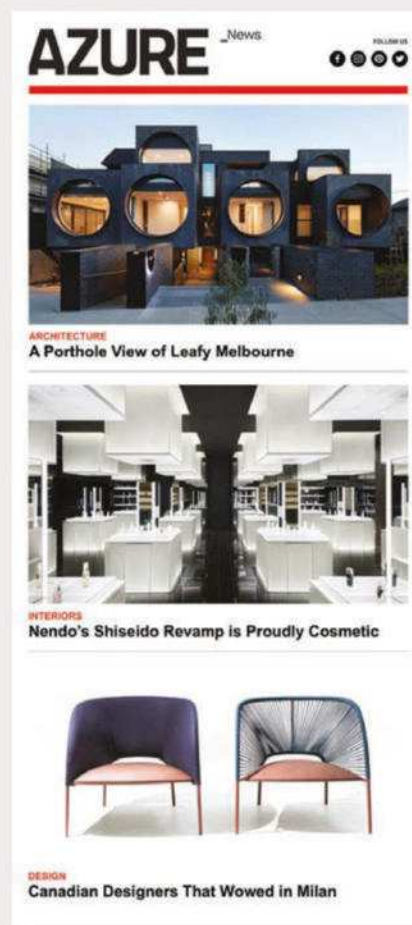 AZURE _News
FOLLOW US
ARCHITECTURE
A Porthole View of Leafy Melbourne
INTERIORS
Nendo's Shiseido Revamp is Proudly Cosmetic
DESIGN
Canadian Designers That Wowed in Milan